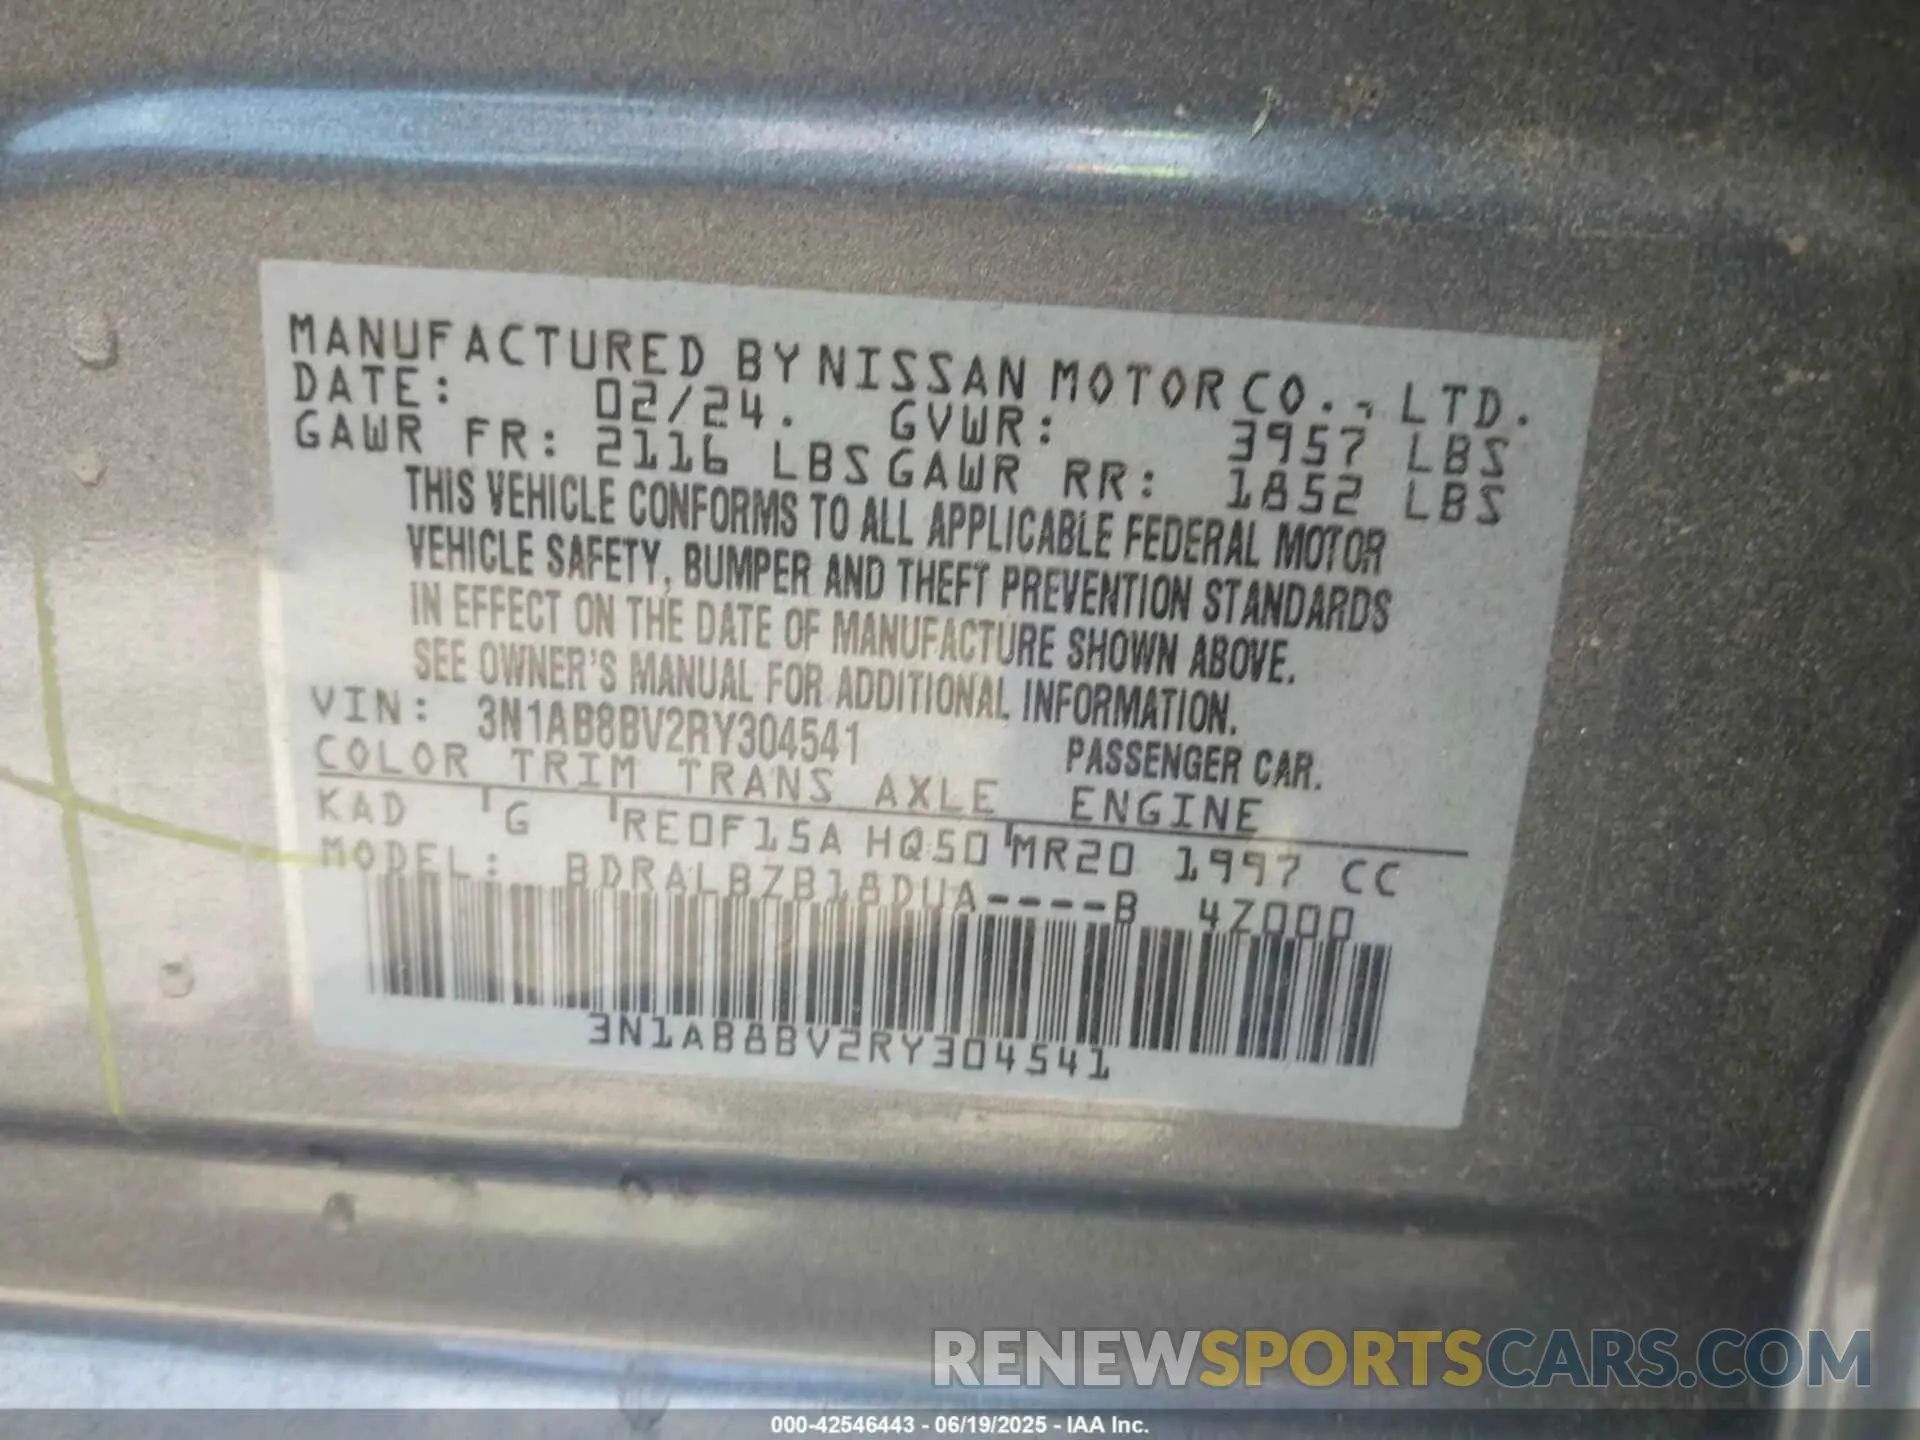 MANUFACTURED BY NISSAN MOTOR CO., LTD.
DATE: 02/24. GVWR: 3957 LBS
GAWR FR: 2116 LBS GAWR RR: 1852 LBS
THIS VEHICLE CONFORMS TO ALL APPLICABLE FEDERAL MOTOR
VEHICLE SAFETY, BUMPER AND THEFT PREVENTION STANDARDS
IN EFFECT ON THE DATE OF MANUFACTURE SHOWN ABOVE.
SEE OWNER'S MANUAL FOR ADDITIONAL INFORMATION.
VIN: 3N1AB8BV2RY304541 PASSENGER CAR.
COLOR TRIM TRANS AXLE ENGINE
KAD G RE0F15A HQ50 MR20 1997 CC
MODEL: BDRALBZB18DUA----B 4Z000
3N1AB8BV2RY304541
RENEWSPORTSCARS.COM
000-42546443 - 06/19/2025 - IAA Inc.